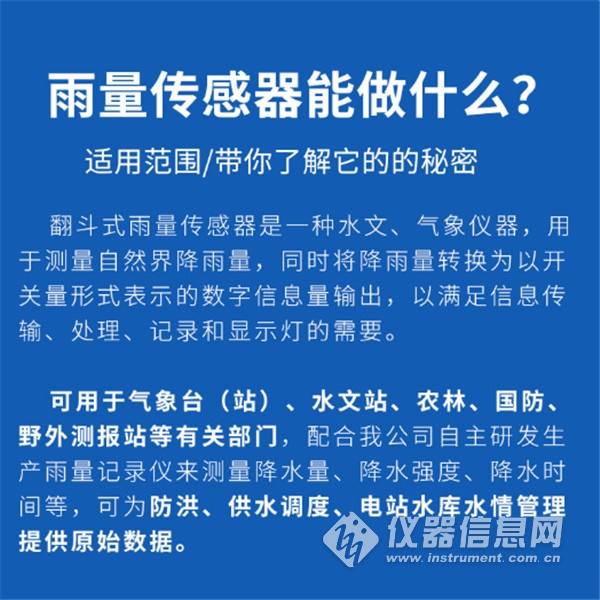 雨量传感器能做什么?
适用范围/带你了解它的的秘密
翻斗式雨量传感器是一种水文、气象仪器，用
于测量自然界降雨量，同时将降雨量转换为以开
关量形式表示的数字信息量输出，以满足信息传
输、处理、记录和显示灯的需要。
可用于气象台（站）、水文站、农林、国防、
野外测报站等有关部门，配合我公司自主研发生
产雨量记录仪来测量降水量、降水强度、降水时
间等，可为防洪、供水调度、电站水库水情管理
提供原始数据。
仪器信息网
www.instrument.com.cn